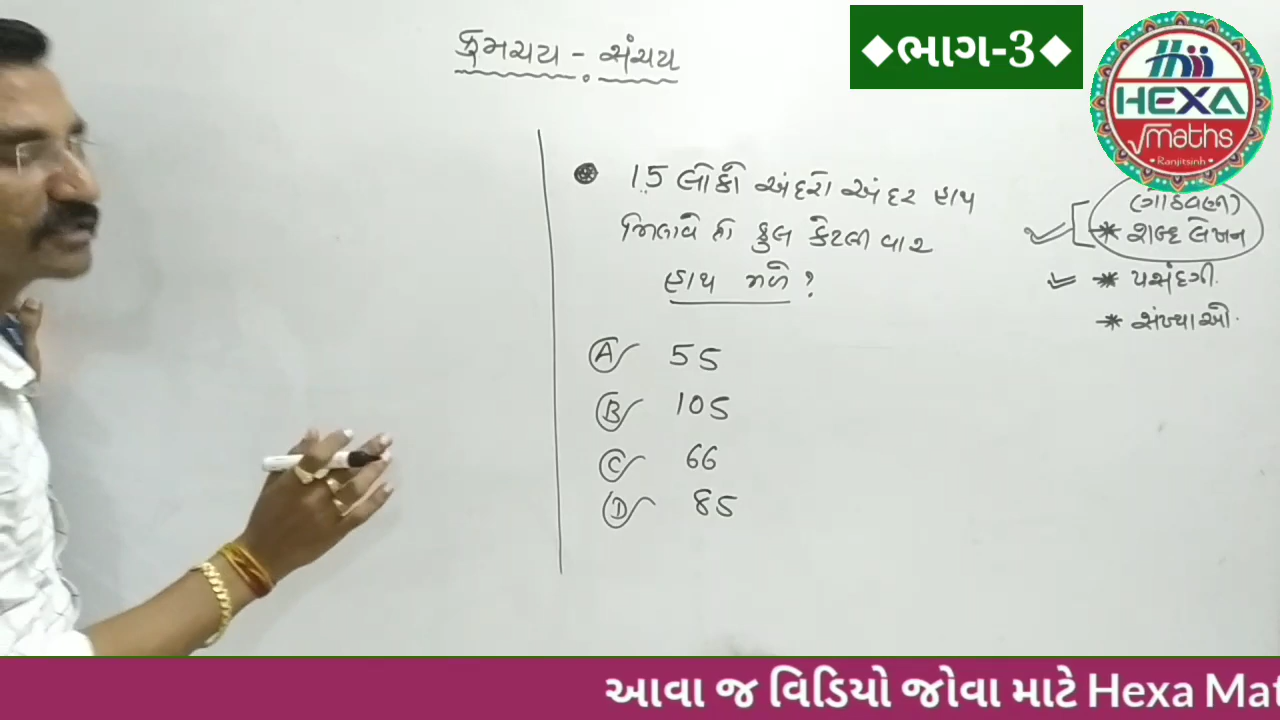 ક્રમચય - સંચય
◆ભાગ-3◆
HEXA
maths
Ranjitsinh
15 લોકો અંદરો અંદર હાથ
મિલાવે તો કુલ કેટલી વાર
હાથ મળે ?
A 55
B 105
C 66
D 85
(ગોઠવણ)
* શબ્દ લેખન
* પસંદગી.
* સંખ્યાઓ.
આવા જ વિડિયો જોવા માટે Hexa Mat